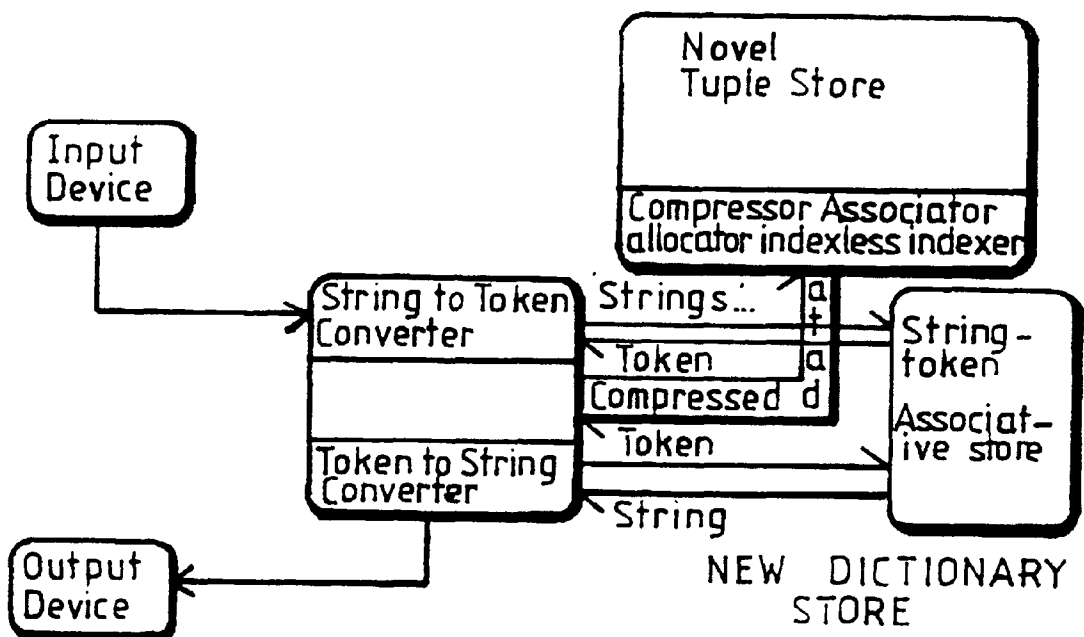 Novel
Tuple Store
Input
Device
Compressor Associator
allocator indexless indexer
String to Token
Converter
Strings...
Token
Compressed data
Token
String
String-
token
Associat-
ive store
Token to String
Converter
Output
Device
NEW DICTIONARY
STORE